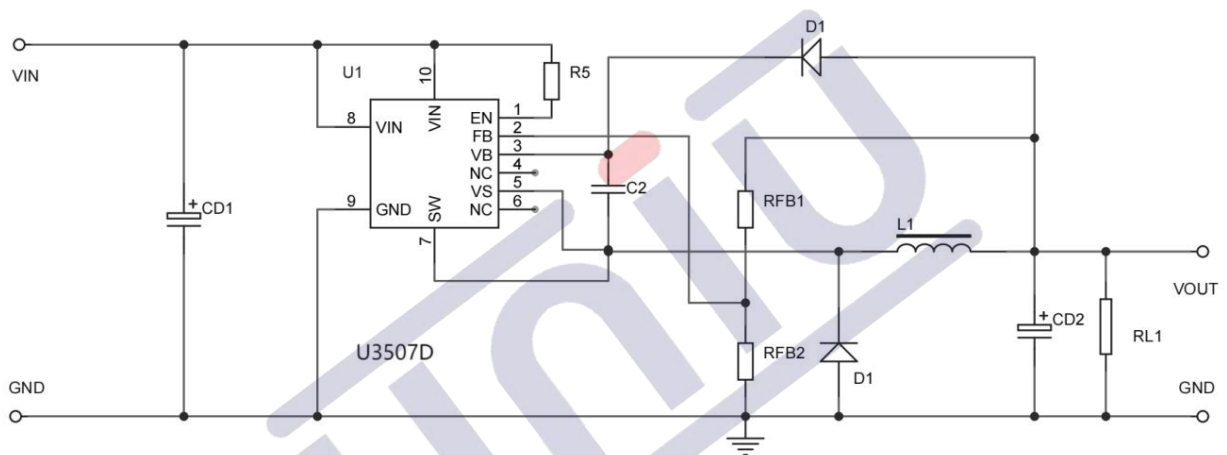 VIN
CD1
U1
10
VIN
8
VIN
9
GND
SW
7
EN
1
FB
2
VB
3
NC
4
VS
5
NC
6
R5
U3507D
C2
D1
RFB1
RFB2
L1
D1
CD2
RL1
VOUT
GND
GND
niu